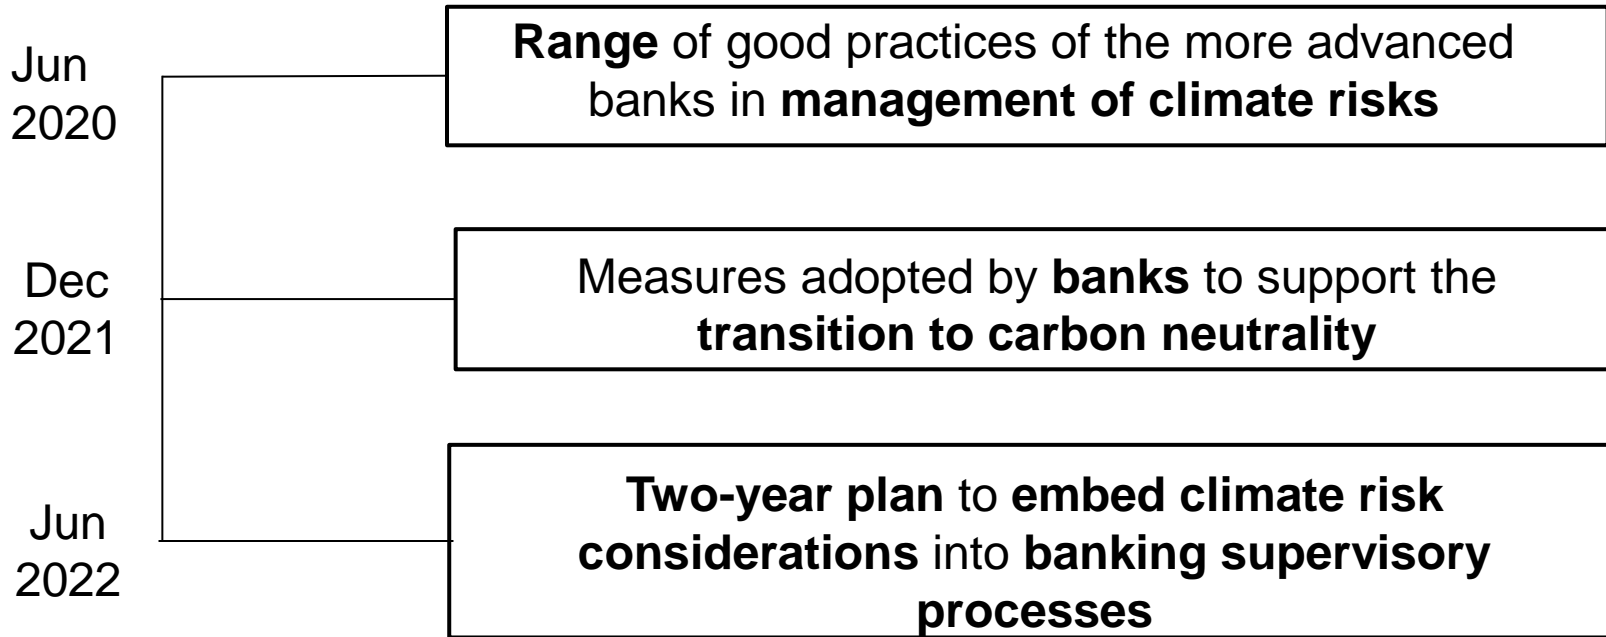 Jun
2020
Range of good practices of the more advanced
banks in management of climate risks
Dec
2021
Measures adopted by banks to support the
transition to carbon neutrality
Jun
2022
Two-year plan to embed climate risk
considerations into banking supervisory
processes